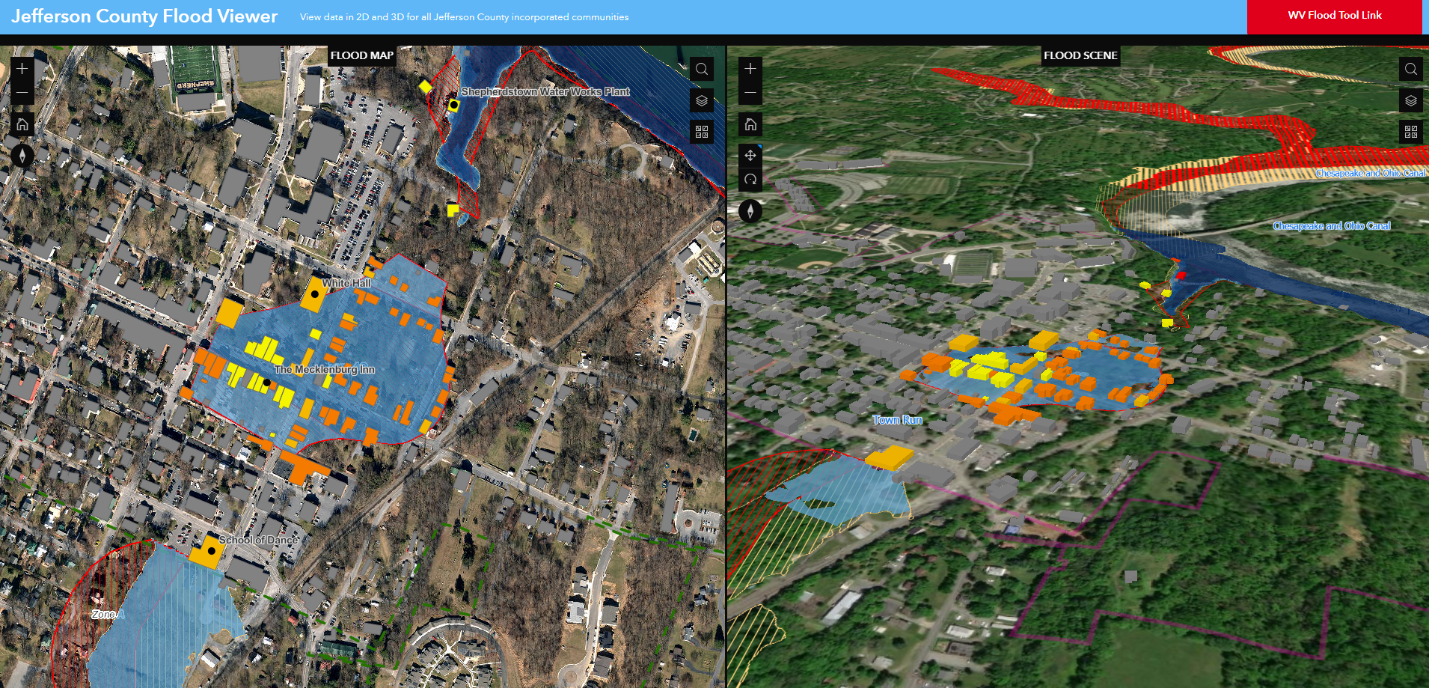 Jefferson County Flood Viewer
View data in 2D and 3D for all Jefferson County incorporated communities
WV Flood Tool Link
FLOOD MAP
FLOOD SCENE
SHEPHERD
Shepherdstown Water Works Plant
Chesapeake and Ohio Canal
Chesapeake and Ohio Canal
White Hall
The Mecklenburg Inn
Town Run
School of Dance
Zone A